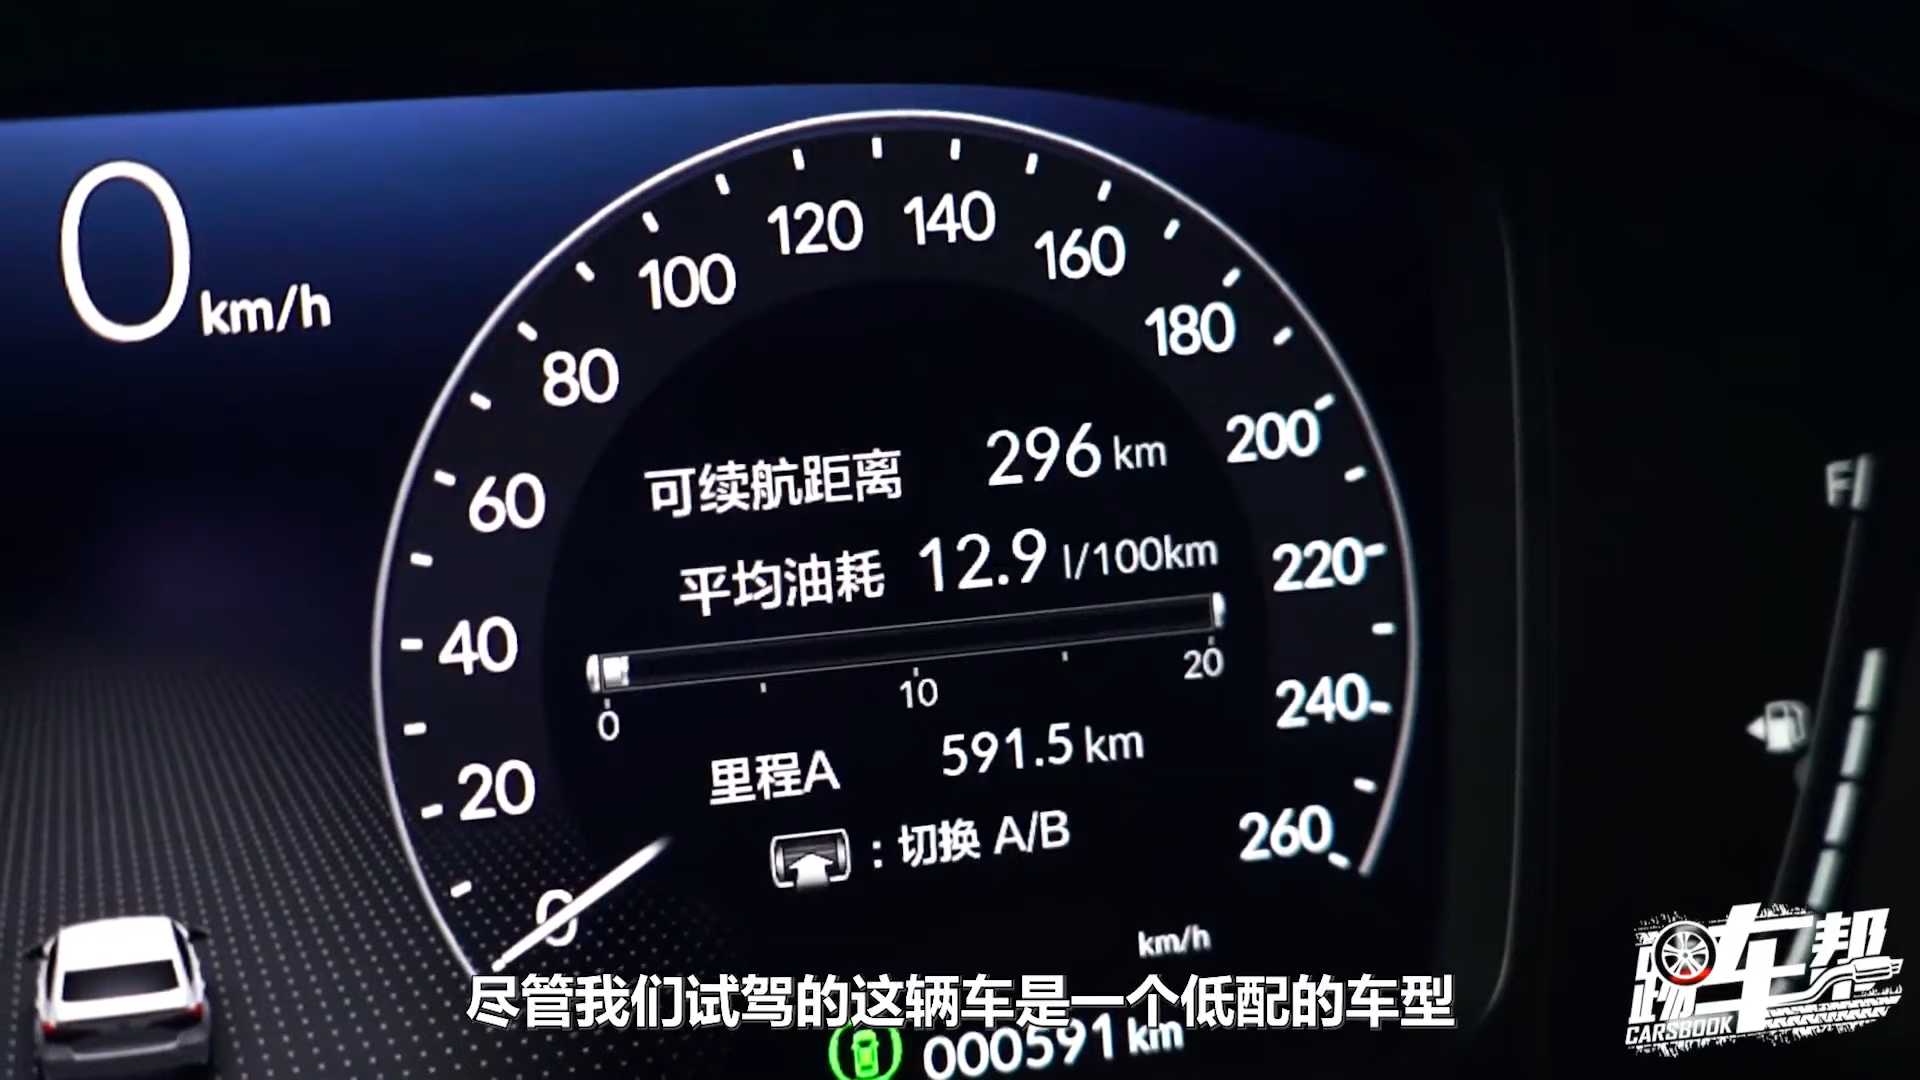 0 km/h
120 140
100 160
80 180
60 200
40 220
20 240
0 260
可续航距离 296 km
平均油耗 12.9 l/100km
0 10 20
里程A 591.5 km
: 切换 A/B
km/h
F
尽管我们试驾的这辆车是一个低配的车型
000591 km
踢车帮
CARSBOOK